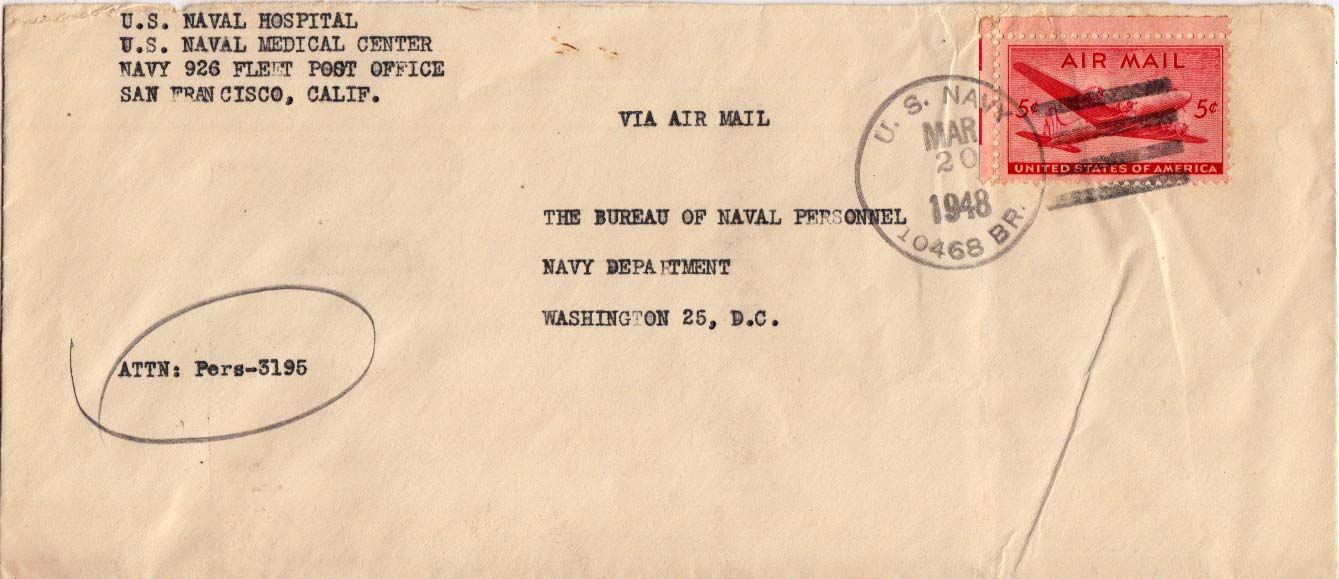 U.S. NAVAL HOSPITAL
U.S. NAVAL MEDICAL CENTER
NAVY 926 FLEET POST OFFICE
SAN FRANCISCO, CALIF.
VIA AIR MAIL
U. S. NAVY
MAR
20
1948
10468 BR.
AIR MAIL
5¢ 5¢
UNITED STATES OF AMERICA
THE BUREAU OF NAVAL PERSONNEL
NAVY DEPARTMENT
WASHINGTON 25, D.C.
ATTN: Pers-3195